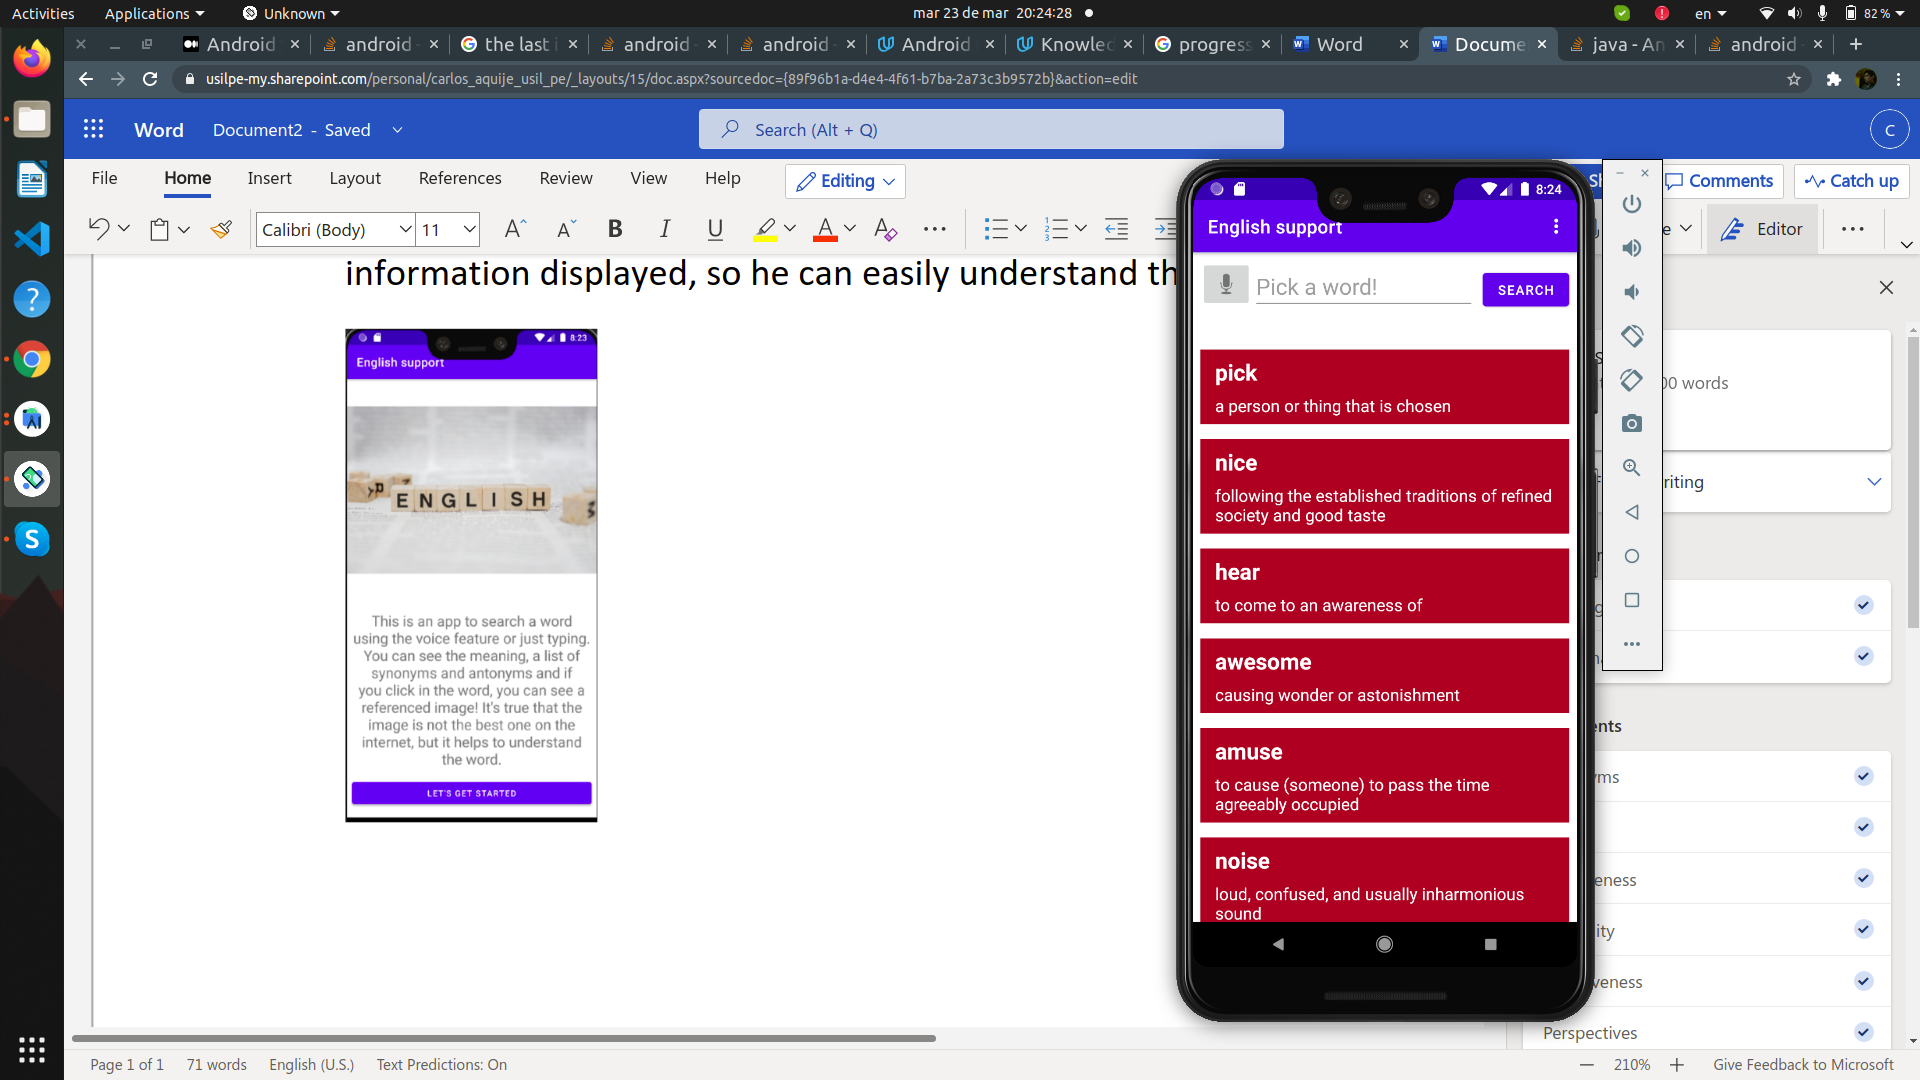 Activities Applications Unknown mar 23 de mar 20:24:28 en 82 %
Android android the last i android android Android Knowled progress Word Docume java - An android
usilpe-my.sharepoint.com/personal/carlos_aquije_usil_pe/_layouts/15/doc.aspx?sourcedoc={89f96b1a-d4e4-4f61-b7ba-2a73c3b9572b}&action=edit
Word Document2 - Saved Search (Alt + Q) C
File Home Insert Layout References Review View Help Editing Comments Catch up
Calibri (Body) 11 B I U A Editor
information displayed, so he can easily understand th
8:23
English support
ENGLISH
This is an app to search a word
using the voice feature or just typing.
You can see the meaning, a list of
synonyms and antonyms and if
you click in the word, you can see a
referenced image! It's true that the
image is not the best one on the
internet, but it helps to understand
the word.
LET'S GET STARTED
8:24
English support
Pick a word! SEARCH
pick
a person or thing that is chosen
nice
following the established traditions of refined
society and good taste
hear
to come to an awareness of
awesome
causing wonder or astonishment
amuse
to cause (someone) to pass the time
agreeably occupied
noise
loud, confused, and usually inharmonious
sound
00 words
riting
ents
yms
eness
ity
veness
Perspectives
Page 1 of 1 71 words English (U.S.) Text Predictions: On 210% Give Feedback to Microsoft